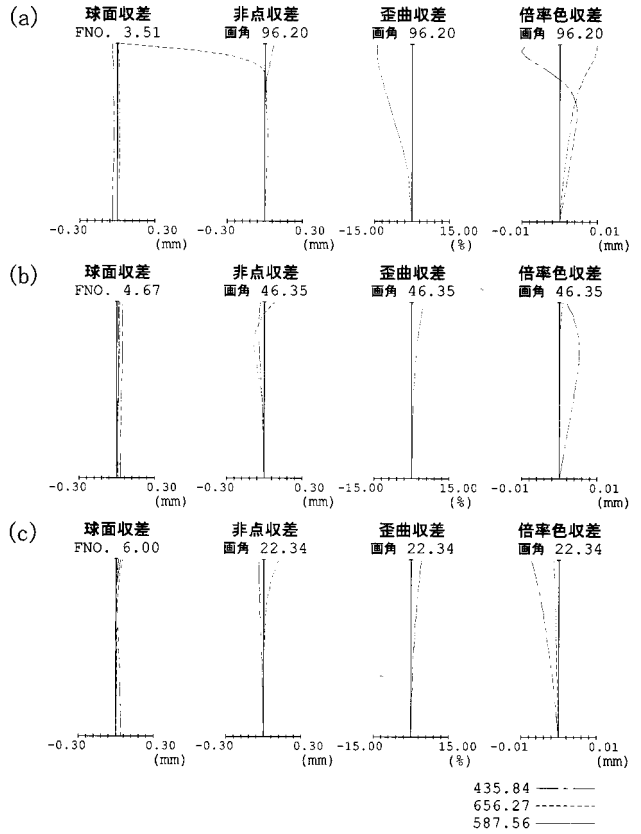 (a) 球面収差 非点収差 歪曲収差 倍率色収差
FNO. 3.51 画角 96.20 画角 96.20 画角 96.20
-0.30 0.30 -0.30 0.30 -15.00 15.00 -0.01 0.01
(mm) (mm) (%) (mm)
(b) 球面収差 非点収差 歪曲収差 倍率色収差
FNO. 4.67 画角 46.35 画角 46.35 画角 46.35
-0.30 0.30 -0.30 0.30 -15.00 15.00 -0.01 0.01
(mm) (mm) (%) (mm)
(c) 球面収差 非点収差 歪曲収差 倍率色収差
FNO. 6.00 画角 22.34 画角 22.34 画角 22.34
-0.30 0.30 -0.30 0.30 -15.00 15.00 -0.01 0.01
(mm) (mm) (%) (mm)
435.84
656.27
587.56